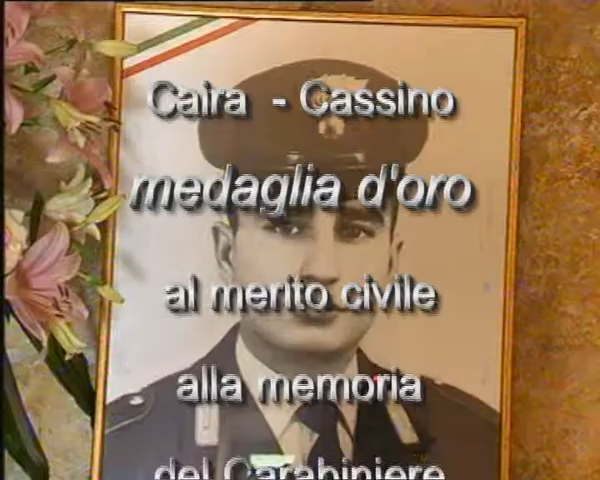 Caira - Cassino
medaglia d'oro
al merito civile
alla memoria
del Carabiniere